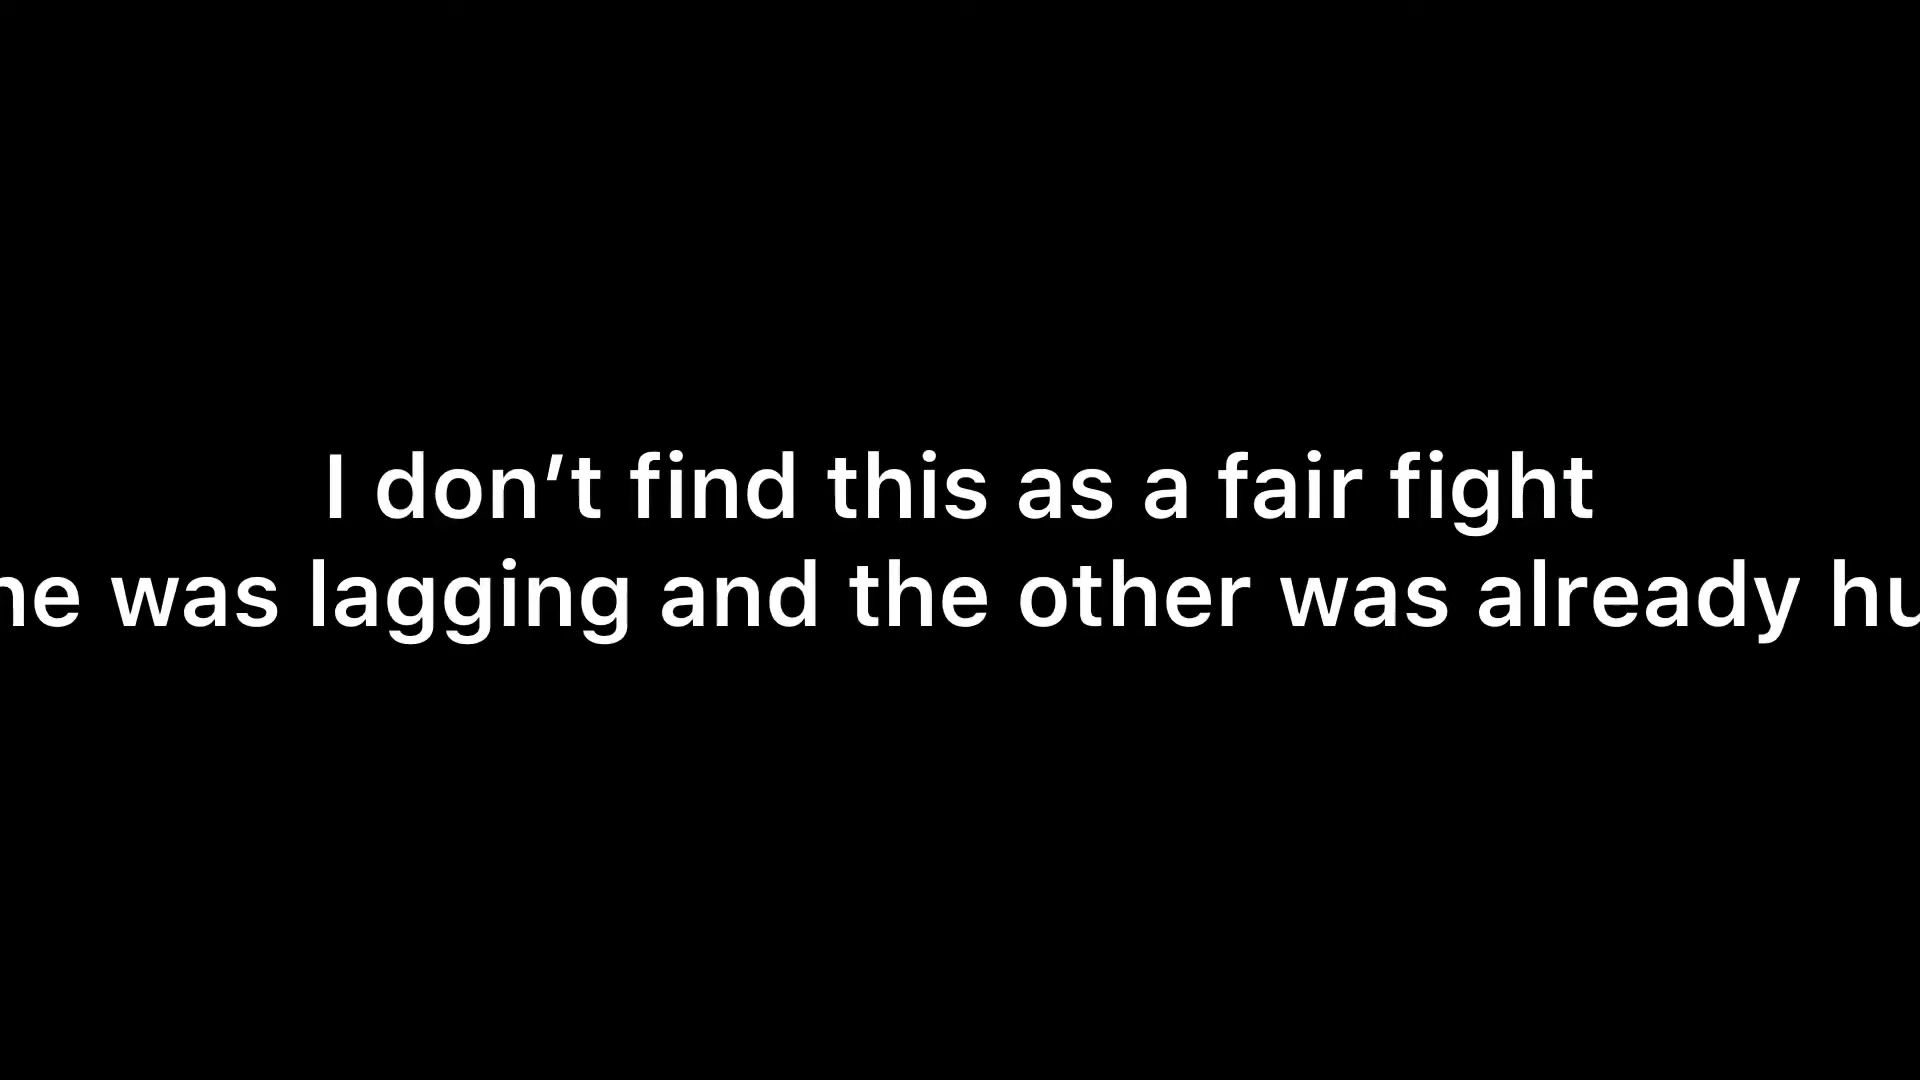 I don’t find this as a fair fight
was lagging and the other was already